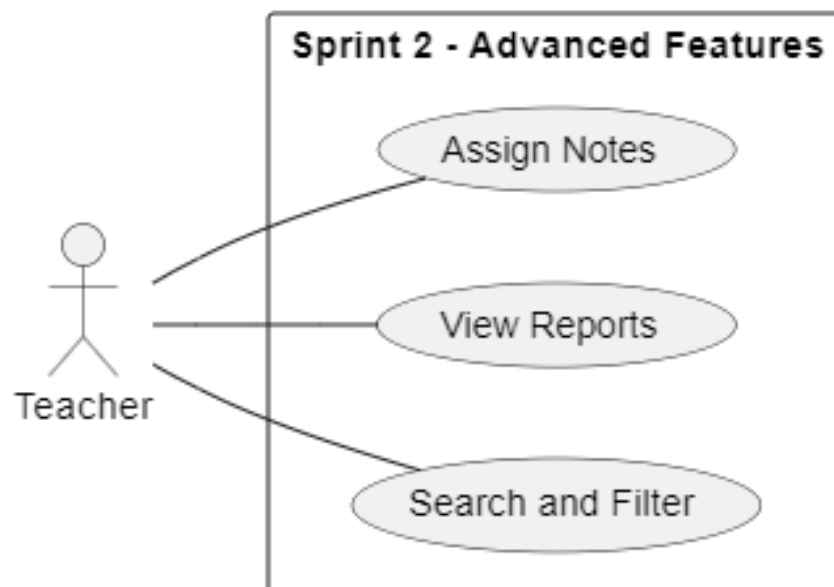 Sprint 2 - Advanced Features
Assign Notes
View Reports
Teacher
Search and Filter